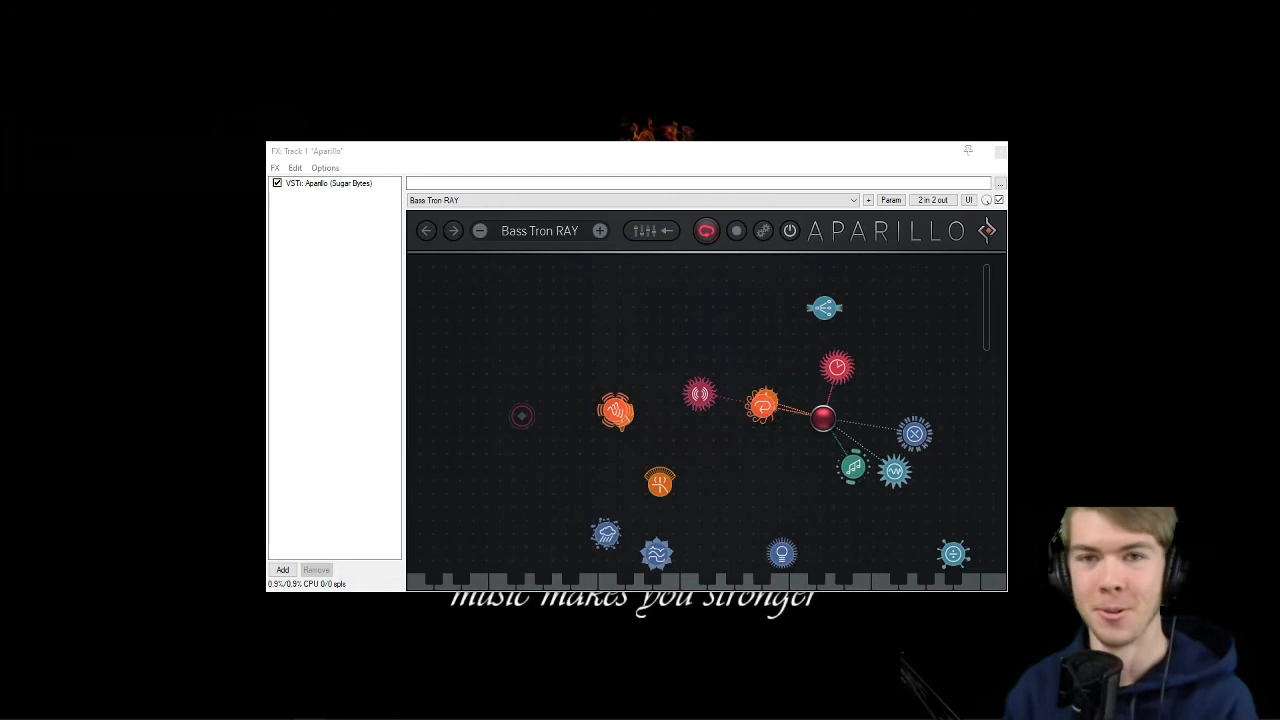 FX: Track 1 "Aparillo"
FX Edit Options
VSTi: Aparillo (Sugar Bytes)
...
Bass Tron RAY
+ Param 2 in 2 out UI
Bass Tron RAY
APARILLO
Add Remove
0.9%/0.9% CPU 0/0 spls
music makes you stronger